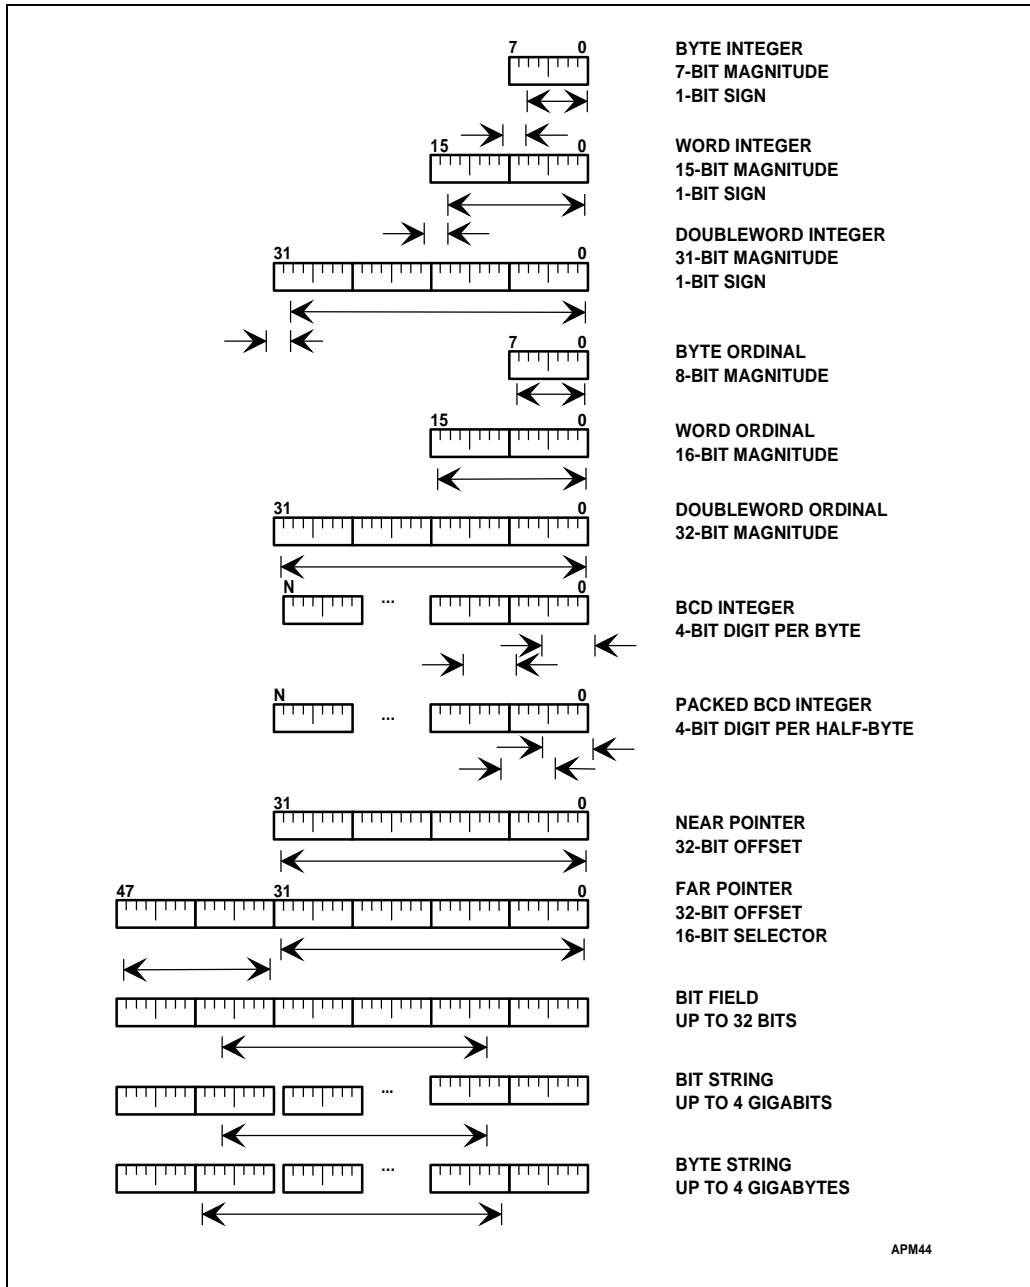 7 0 BYTE INTEGER
7-BIT MAGNITUDE
1-BIT SIGN
15 0 WORD INTEGER
15-BIT MAGNITUDE
1-BIT SIGN
31 0 DOUBLEWORD INTEGER
31-BIT MAGNITUDE
1-BIT SIGN
7 0 BYTE ORDINAL
8-BIT MAGNITUDE
15 0 WORD ORDINAL
16-BIT MAGNITUDE
31 0 DOUBLEWORD ORDINAL
32-BIT MAGNITUDE
N ... 0 BCD INTEGER
4-BIT DIGIT PER BYTE
N ... 0 PACKED BCD INTEGER
4-BIT DIGIT PER HALF-BYTE
31 0 NEAR POINTER
32-BIT OFFSET
47 31 0 FAR POINTER
32-BIT OFFSET
16-BIT SELECTOR
BIT FIELD
UP TO 32 BITS
... BIT STRING
UP TO 4 GIGABITS
... BYTE STRING
UP TO 4 GIGABYTES
APM44